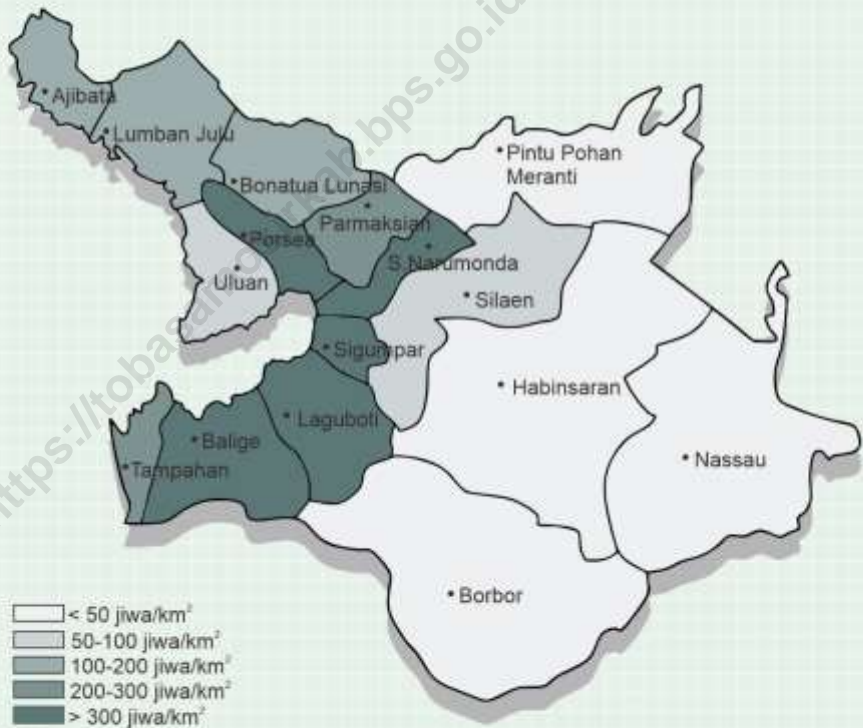 Ajibata
Lumban Julu
Pintu Pohan
Meranti
Bonatua Lunasi
Parmaksian
Porsea
S.Narumonda
Uluan
Silaen
Sigumpar
Habinsaran
Laguboti
Balige
Nassau
Tampahan
Borbor
< 50 jiwa/km²
50-100 jiwa/km²
100-200 jiwa/km²
200-300 jiwa/km²
> 300 jiwa/km²